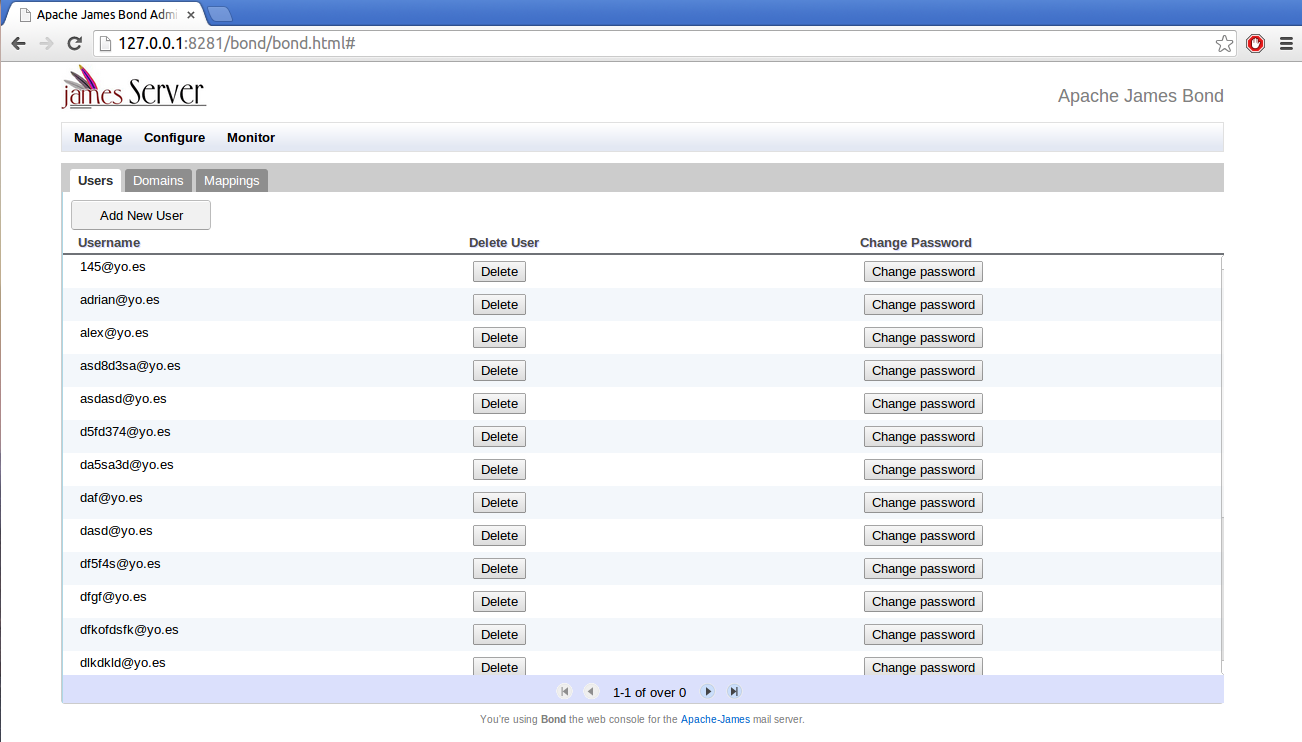 Apache James Bond Admi
127.0.0.1:8281/bond/bond.html#
james Server
Apache James Bond
Manage Configure Monitor
Users Domains Mappings
Add New User
Username Delete User Change Password
145@yo.es Delete Change password
adrian@yo.es Delete Change password
alex@yo.es Delete Change password
asd8d3sa@yo.es Delete Change password
asdasd@yo.es Delete Change password
d5fd374@yo.es Delete Change password
da5sa3d@yo.es Delete Change password
daf@yo.es Delete Change password
dasd@yo.es Delete Change password
df5f4s@yo.es Delete Change password
dfgf@yo.es Delete Change password
dfkofdsfk@yo.es Delete Change password
dlkdkld@yo.es Delete Change password
1-1 of over 0
You're using Bond the web console for the Apache-James mail server.